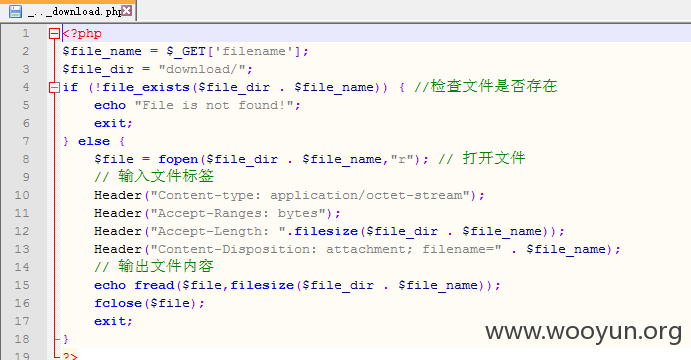 _.._download.php
1 <?php
2 $file_name = $_GET['filename'];
3 $file_dir = "download/";
4 if (!file_exists($file_dir . $file_name)) { //检查文件是否存在
5 echo "File is not found!";
6 exit;
7 } else {
8 $file = fopen($file_dir . $file_name,"r"); // 打开文件
9 // 输入文件标签
10 Header("Content-type: application/octet-stream");
11 Header("Accept-Ranges: bytes");
12 Header("Accept-Length: ".filesize($file_dir . $file_name));
13 Header("Content-Disposition: attachment; filename=" . $file_name);
14 // 输出文件内容
15 echo fread($file,filesize($file_dir . $file_name));
16 fclose($file);
17 exit;
18 }
19 ?>
www.wooyun.org